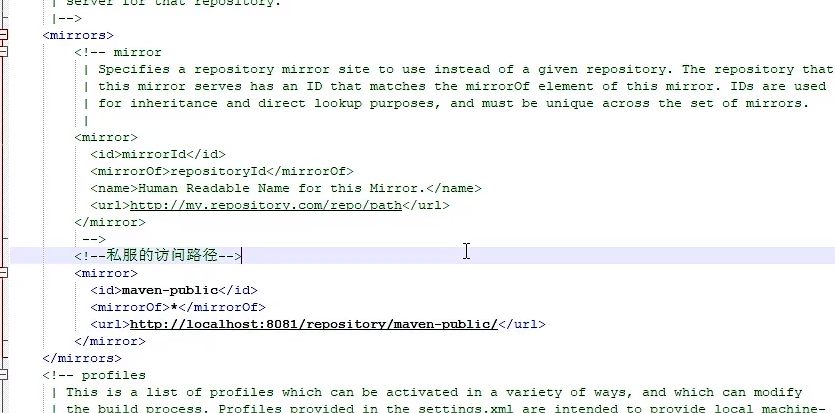 | server for that repository.
|-->
<mirrors>
<!-- mirror
| Specifies a repository mirror site to use instead of a given repository. The repository that
| this mirror serves has an ID that matches the mirrorOf element of this mirror. IDs are used
| for inheritance and direct lookup purposes, and must be unique across the set of mirrors.
|
<mirror>
<id>mirrorId</id>
<mirrorOf>repositoryId</mirrorOf>
<name>Human Readable Name for this Mirror.</name>
<url>http://my.repository.com/repo/path</url>
</mirror>
-->
<!--私服的访问路径-->
<mirror>
<id>maven-public</id>
<mirrorOf>*</mirrorOf>
<url>http://localhost:8081/repository/maven-public/</url>
</mirror>
</mirrors>
<!-- profiles
| This is a list of profiles which can be activated in a variety of ways, and which can modify
| the build process. Profiles provided in the settings.xml are intended to provide local machine-